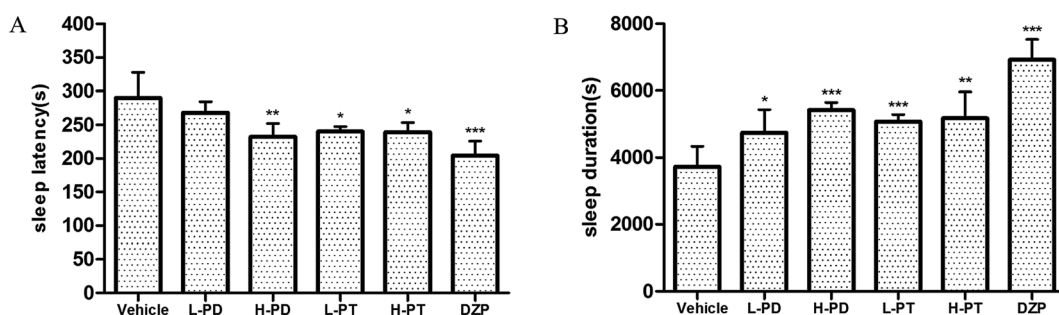 A
sleep latency(s)
400
350
300
250
200
150
100
50
0
** * * ***
Vehicle L-PD H-PD L-PT H-PT DZP
B
sleep duration(s)
8000
6000
4000
2000
0
* *** *** ** ***
Vehicle L-PD H-PD L-PT H-PT DZP